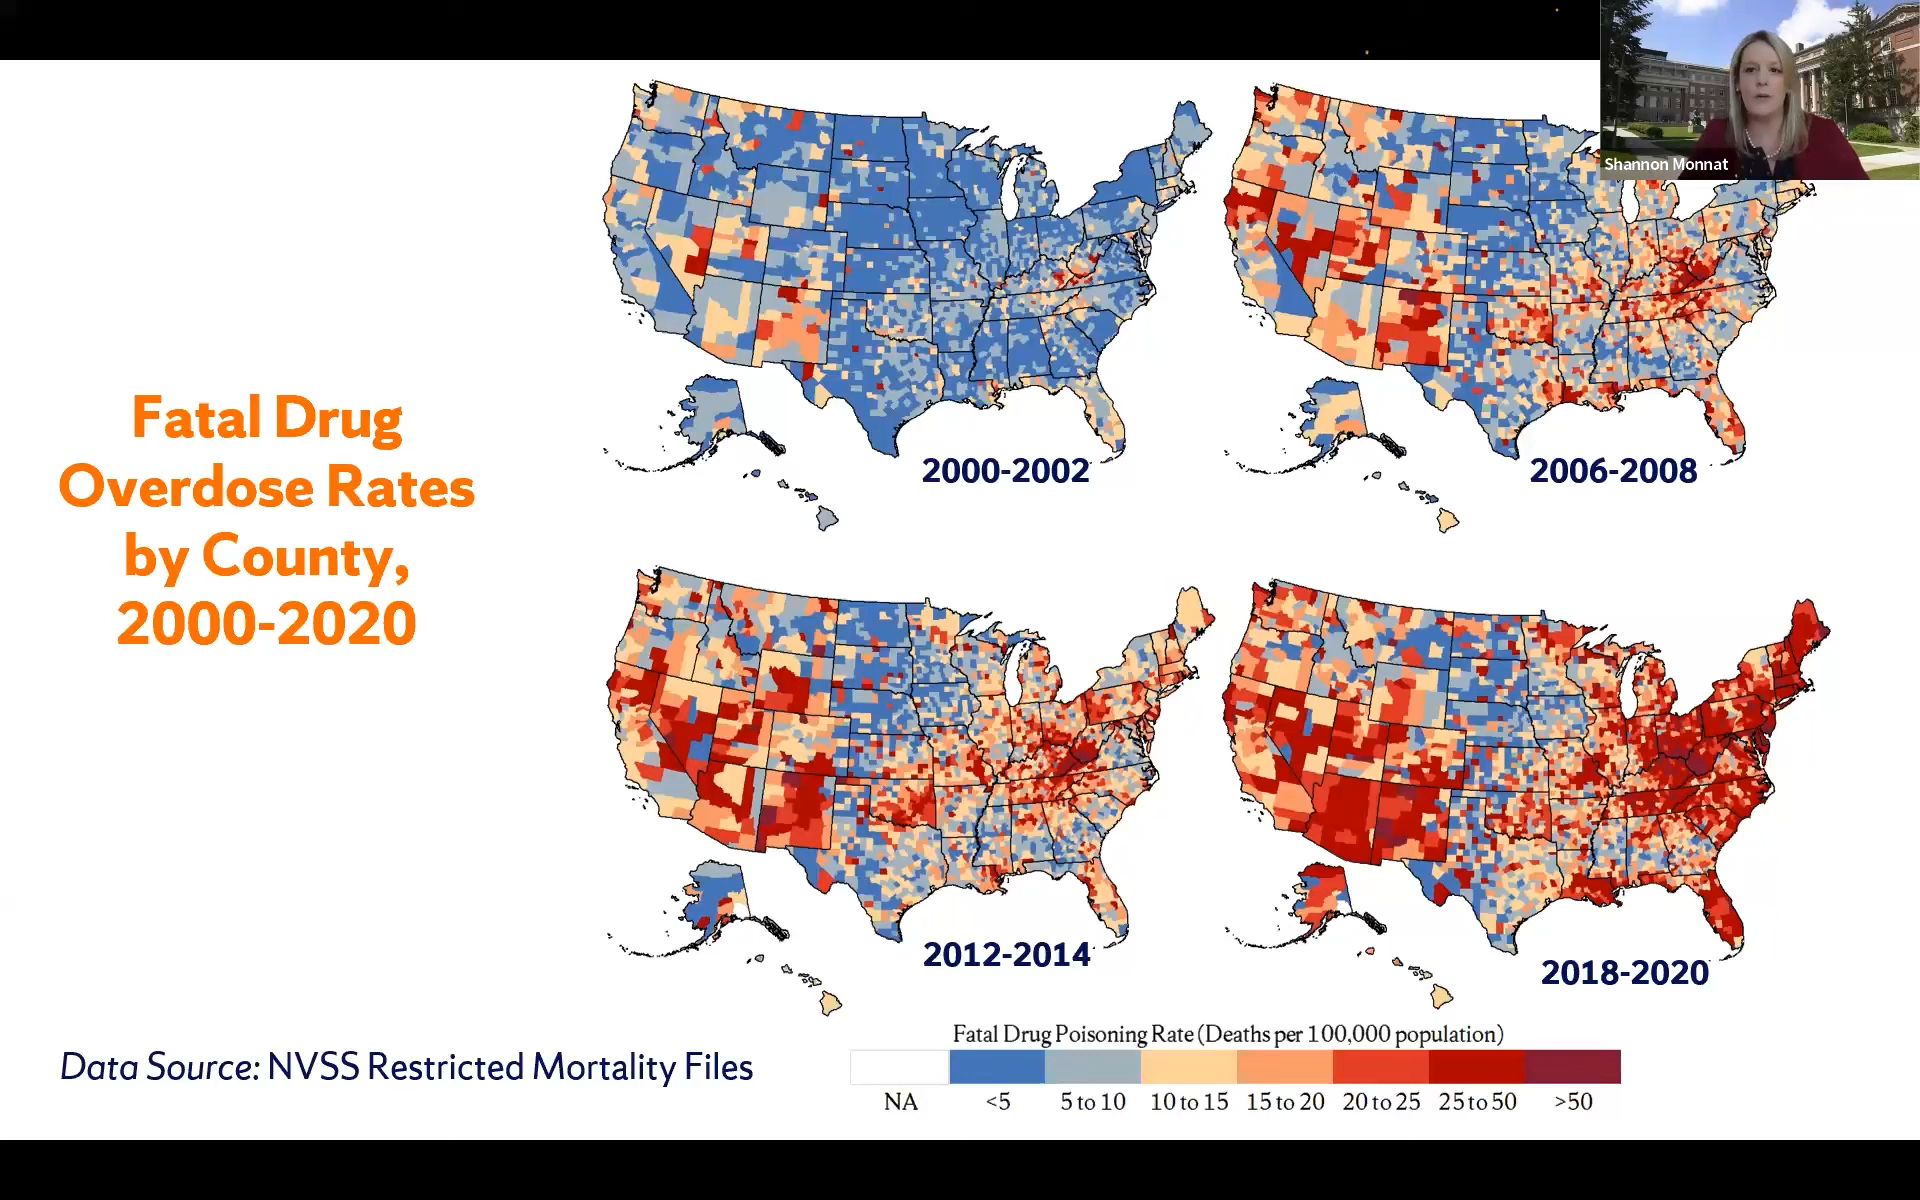 Shannon Monnat
Fatal Drug
Overdose Rates
by County,
2000-2020
2000-2002
2006-2008
2012-2014
2018-2020
Fatal Drug Poisoning Rate (Deaths per 100,000 population)
NA <5 5 to 10 10 to 15 15 to 20 20 to 25 25 to 50 >50
Data Source: NVSS Restricted Mortality Files